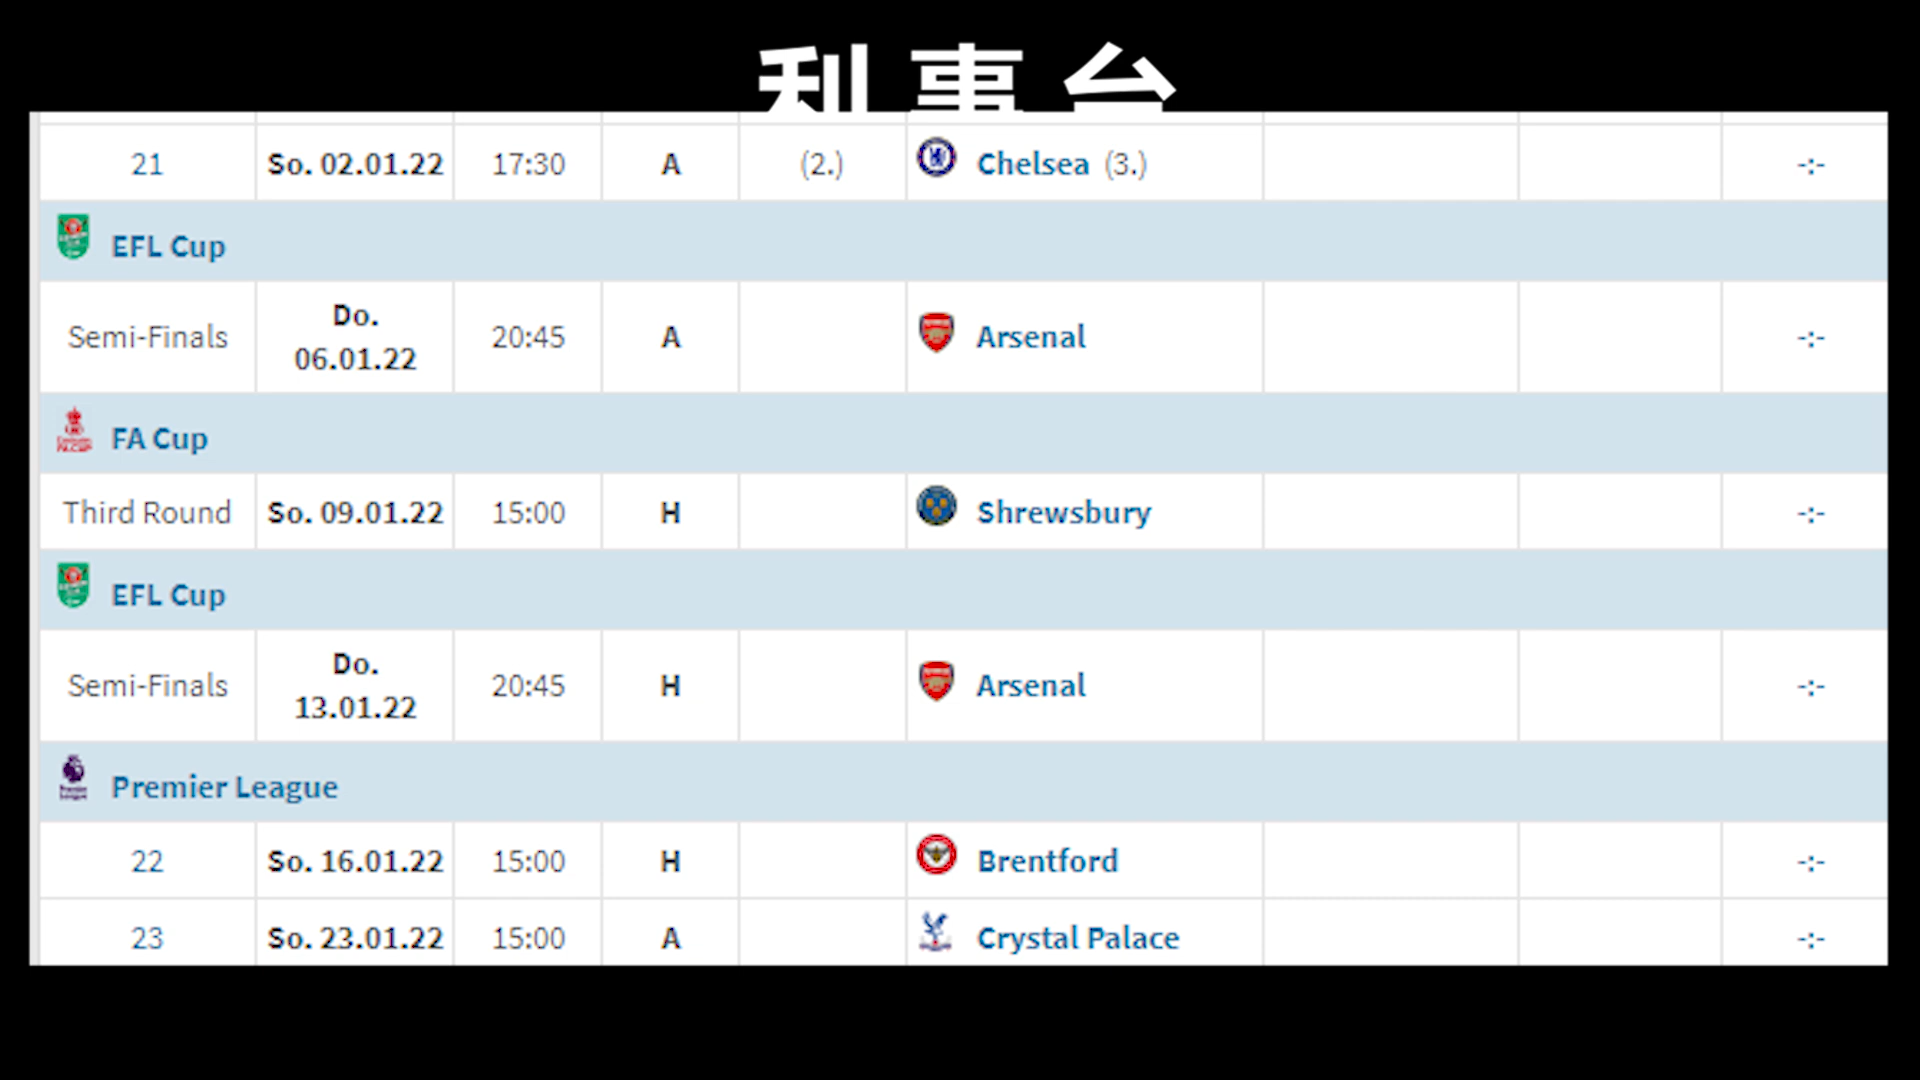 利事台
21 So. 02.01.22 17:30 A (2.) Chelsea (3.) -:-
EFL Cup
Semi-Finals Do. 06.01.22 20:45 A Arsenal -:-
FA Cup
Third Round So. 09.01.22 15:00 H Shrewsbury -:-
EFL Cup
Semi-Finals Do. 13.01.22 20:45 H Arsenal -:-
Premier League
22 So. 16.01.22 15:00 H Brentford -:-
23 So. 23.01.22 15:00 A Crystal Palace -:-